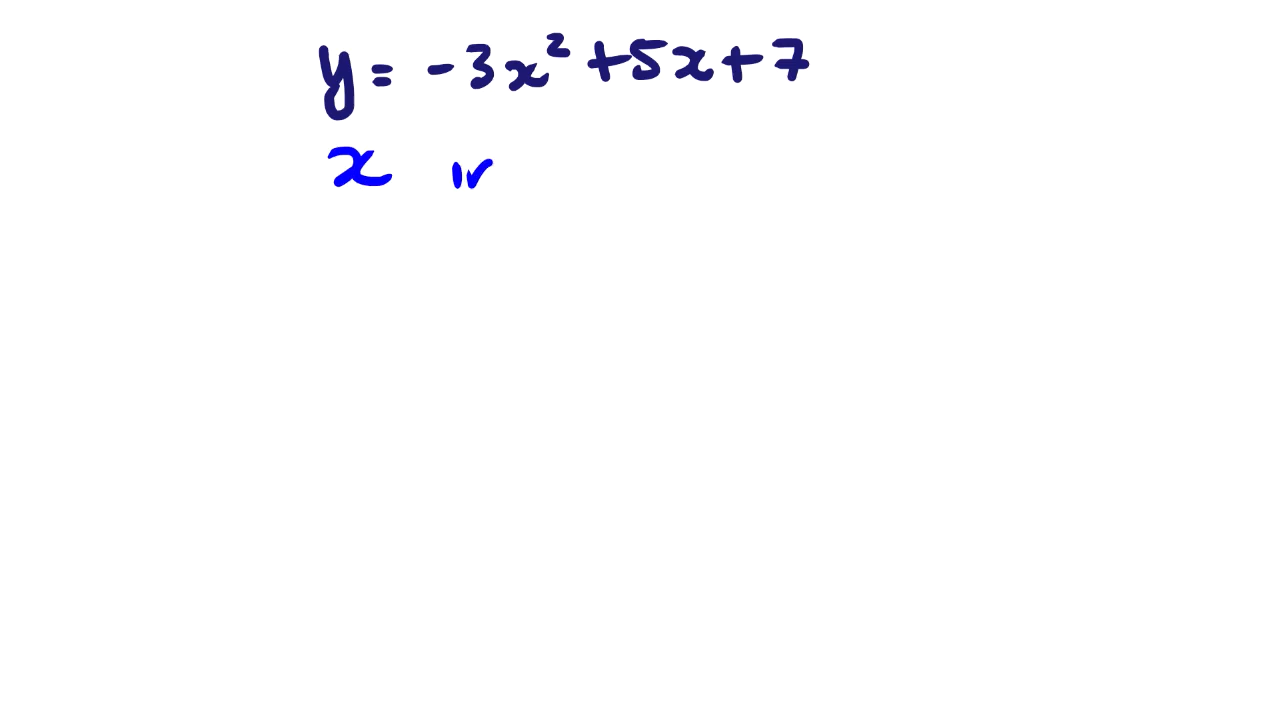 y = -3x² +5x+7
x